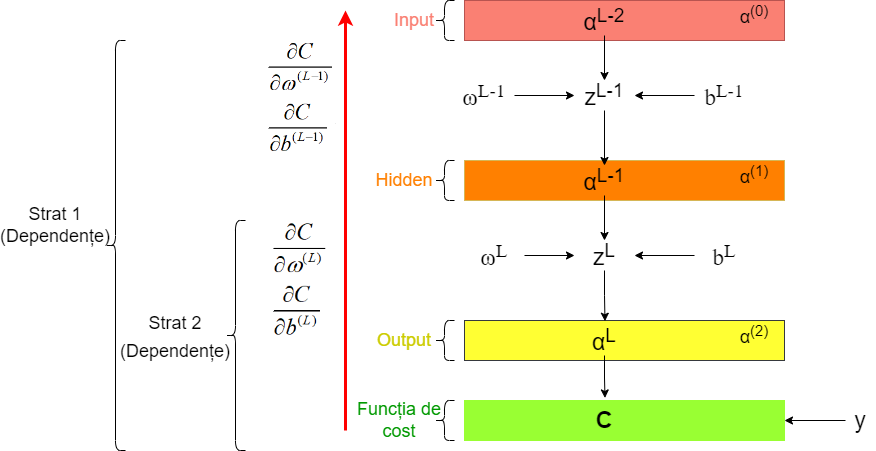 Input
α^(L-2)
α^(0)
∂C
∂ω^(L−1)
ω^(L-1)
z^(L-1)
b^(L-1)
∂C
∂b^(L−1)
Hidden
α^(L-1)
α^(1)
Strat 1
(Dependențe)
∂C
∂ω^(L)
ω^L
z^L
b^L
∂C
∂b^(L)
Strat 2
(Dependențe)
Output
α^L
α^(2)
Funcția de
cost
C
y